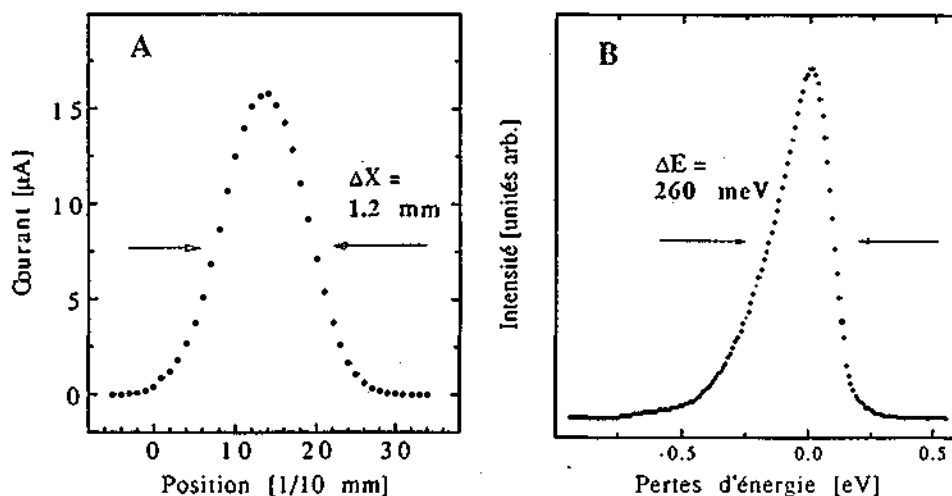 A
Courant [µA]
15
10
5
0
ΔX =
1.2 mm
0
10
20
30
Position [1/10 mm]
B
Intensité [unités arb.]
ΔE =
260 meV
-0.5
0.0
0.5
Pertes d'énergie [eV]